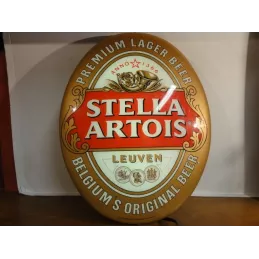 PREMIUM LAGER BEER
ANNO 1366
STELLA
ARTOIS
LEUVEN
BELGIUM'S ORIGINAL BEER